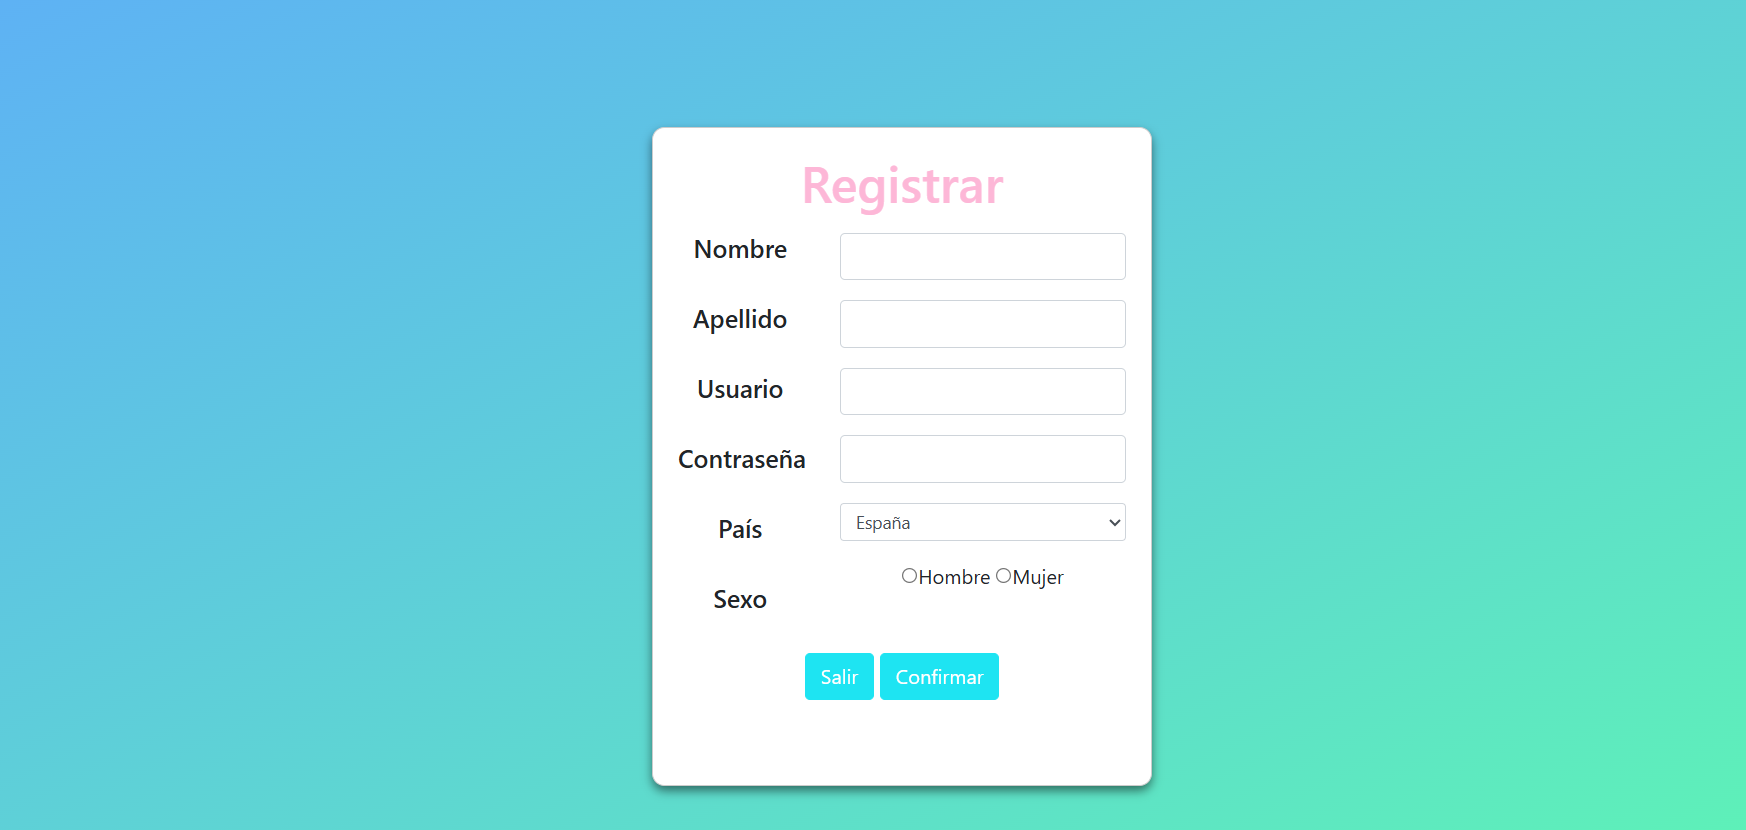 Registrar
Nombre
Apellido
Usuario
Contraseña
País
España
Sexo
Hombre Mujer
Salir Confirmar